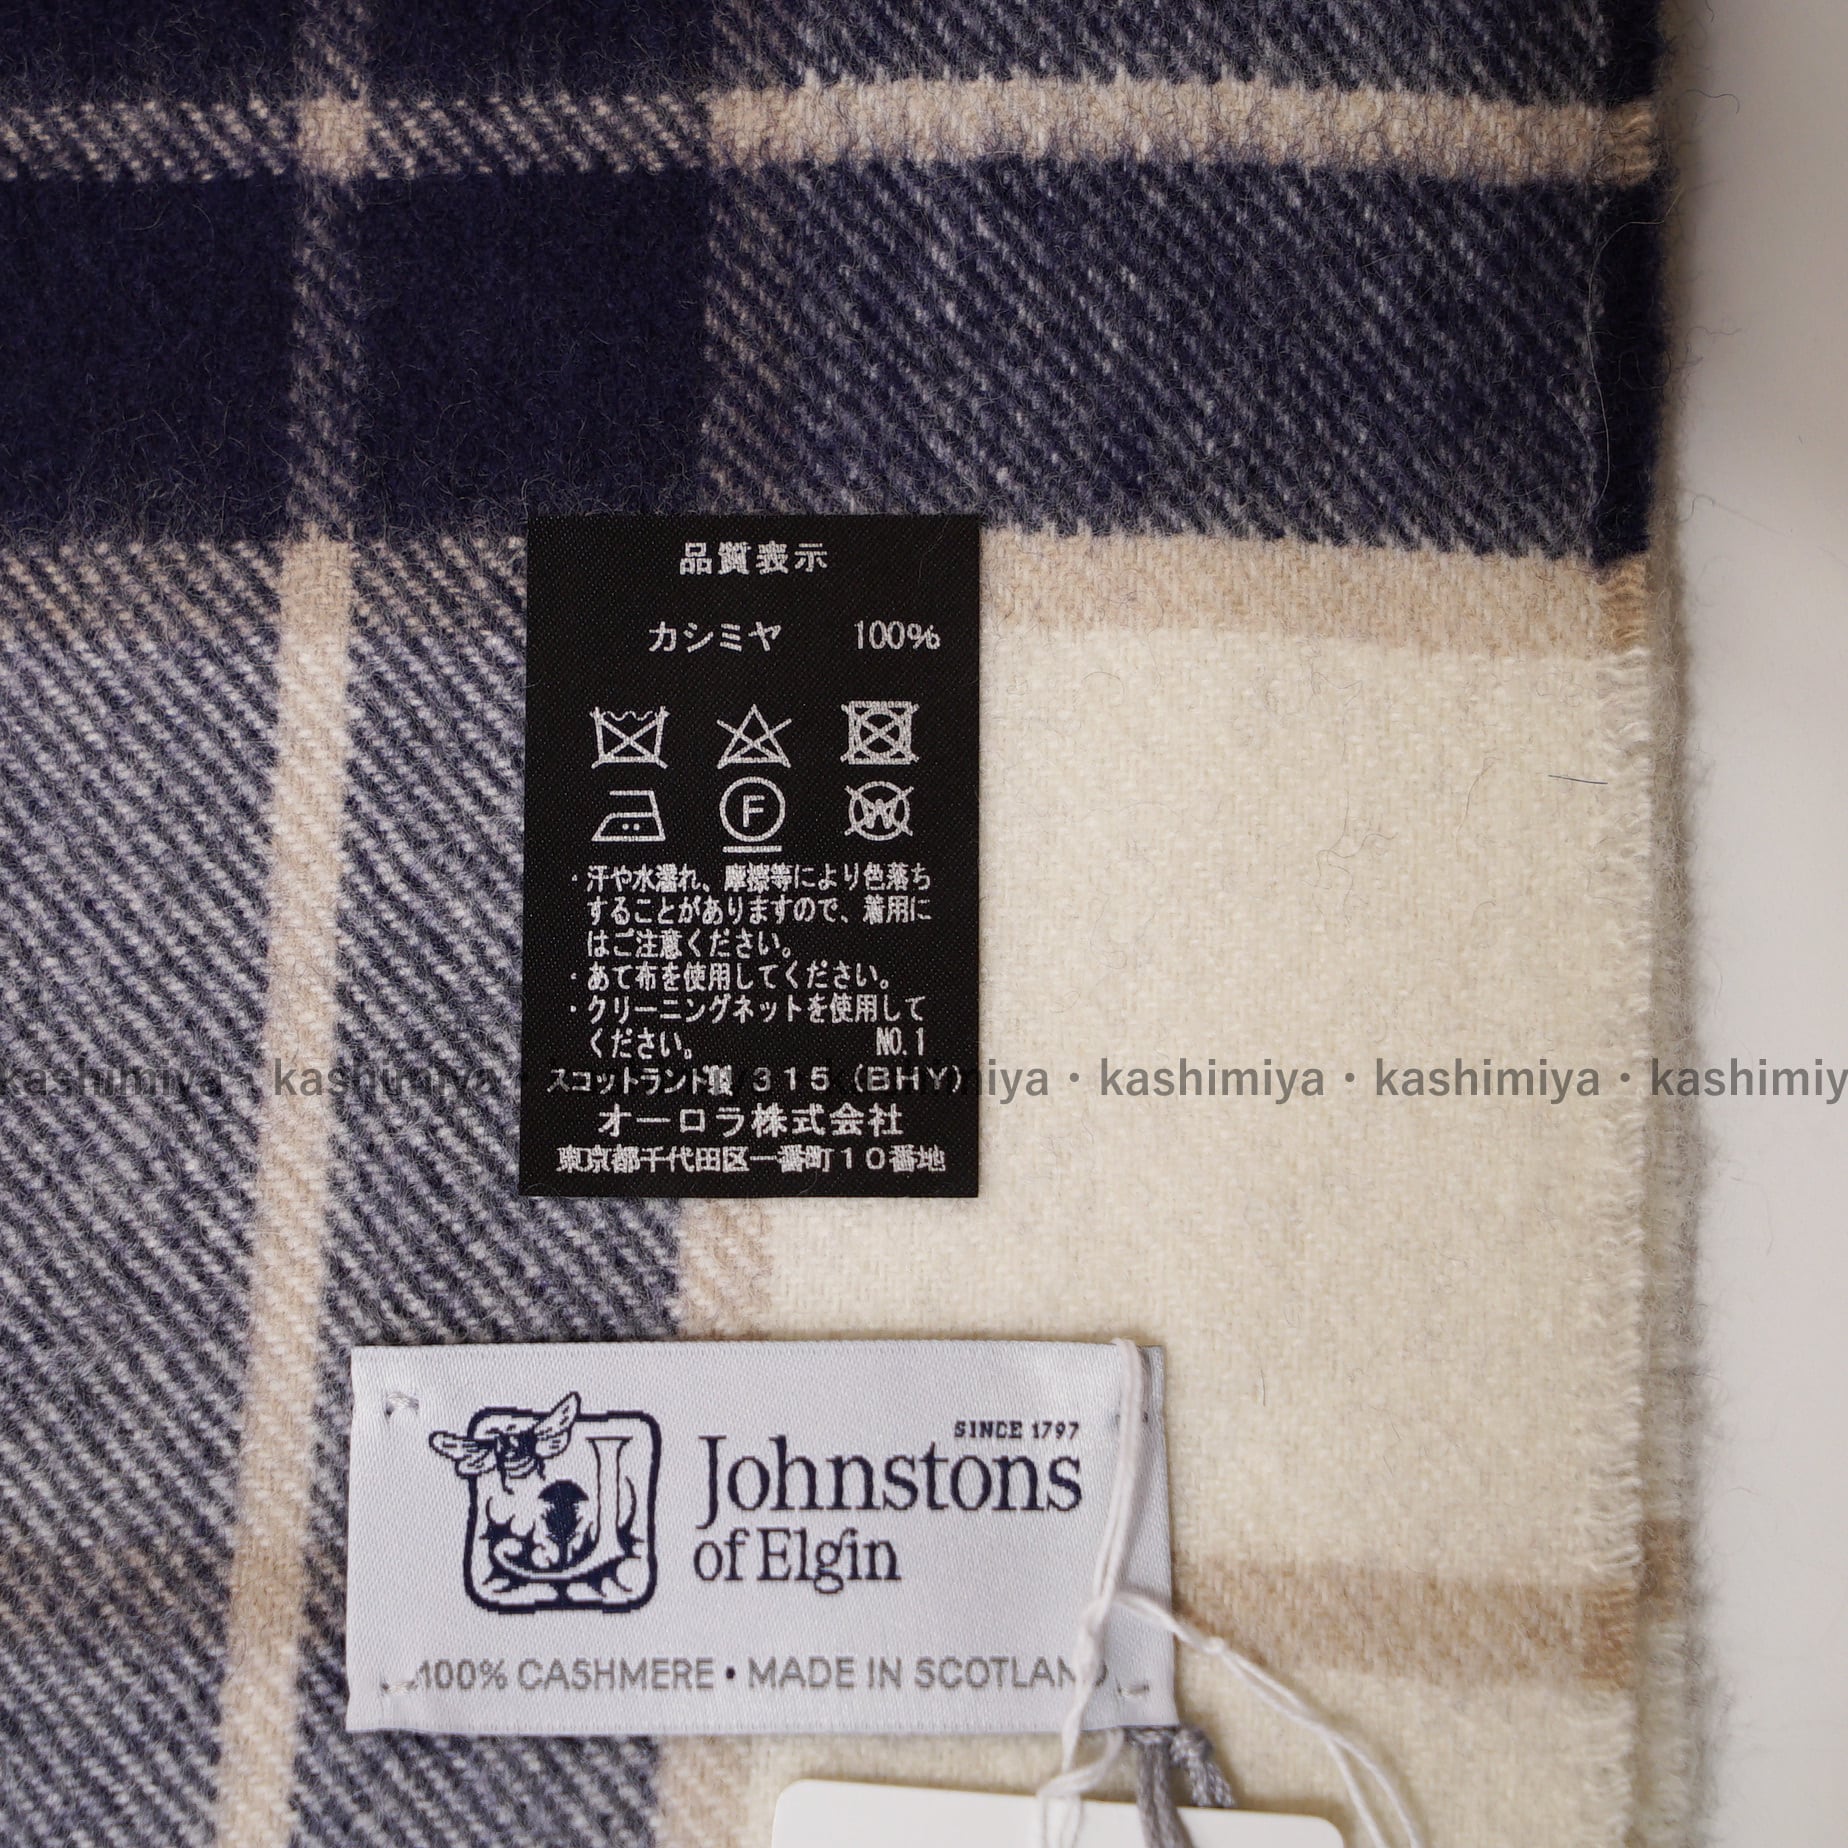 品質表示
カシミヤ 100%
F
W
・汗や水濡れ、摩擦等により色落ち
することがありますので、着用に
はご注意ください。
・あて布を使用してください。
・クリーニングネットを使用して
ください。 NO.1
kashimiya・kashimiya・kashimiya・kashimiya・kashimiya・kashimiya・kashimiy
スコットランド製 315 (BHY)
オーロラ株式会社
東京都千代田区一番町10番地
SINCE 1797
Johnstons
of Elgin
100% CASHMERE • MADE IN SCOTLAND